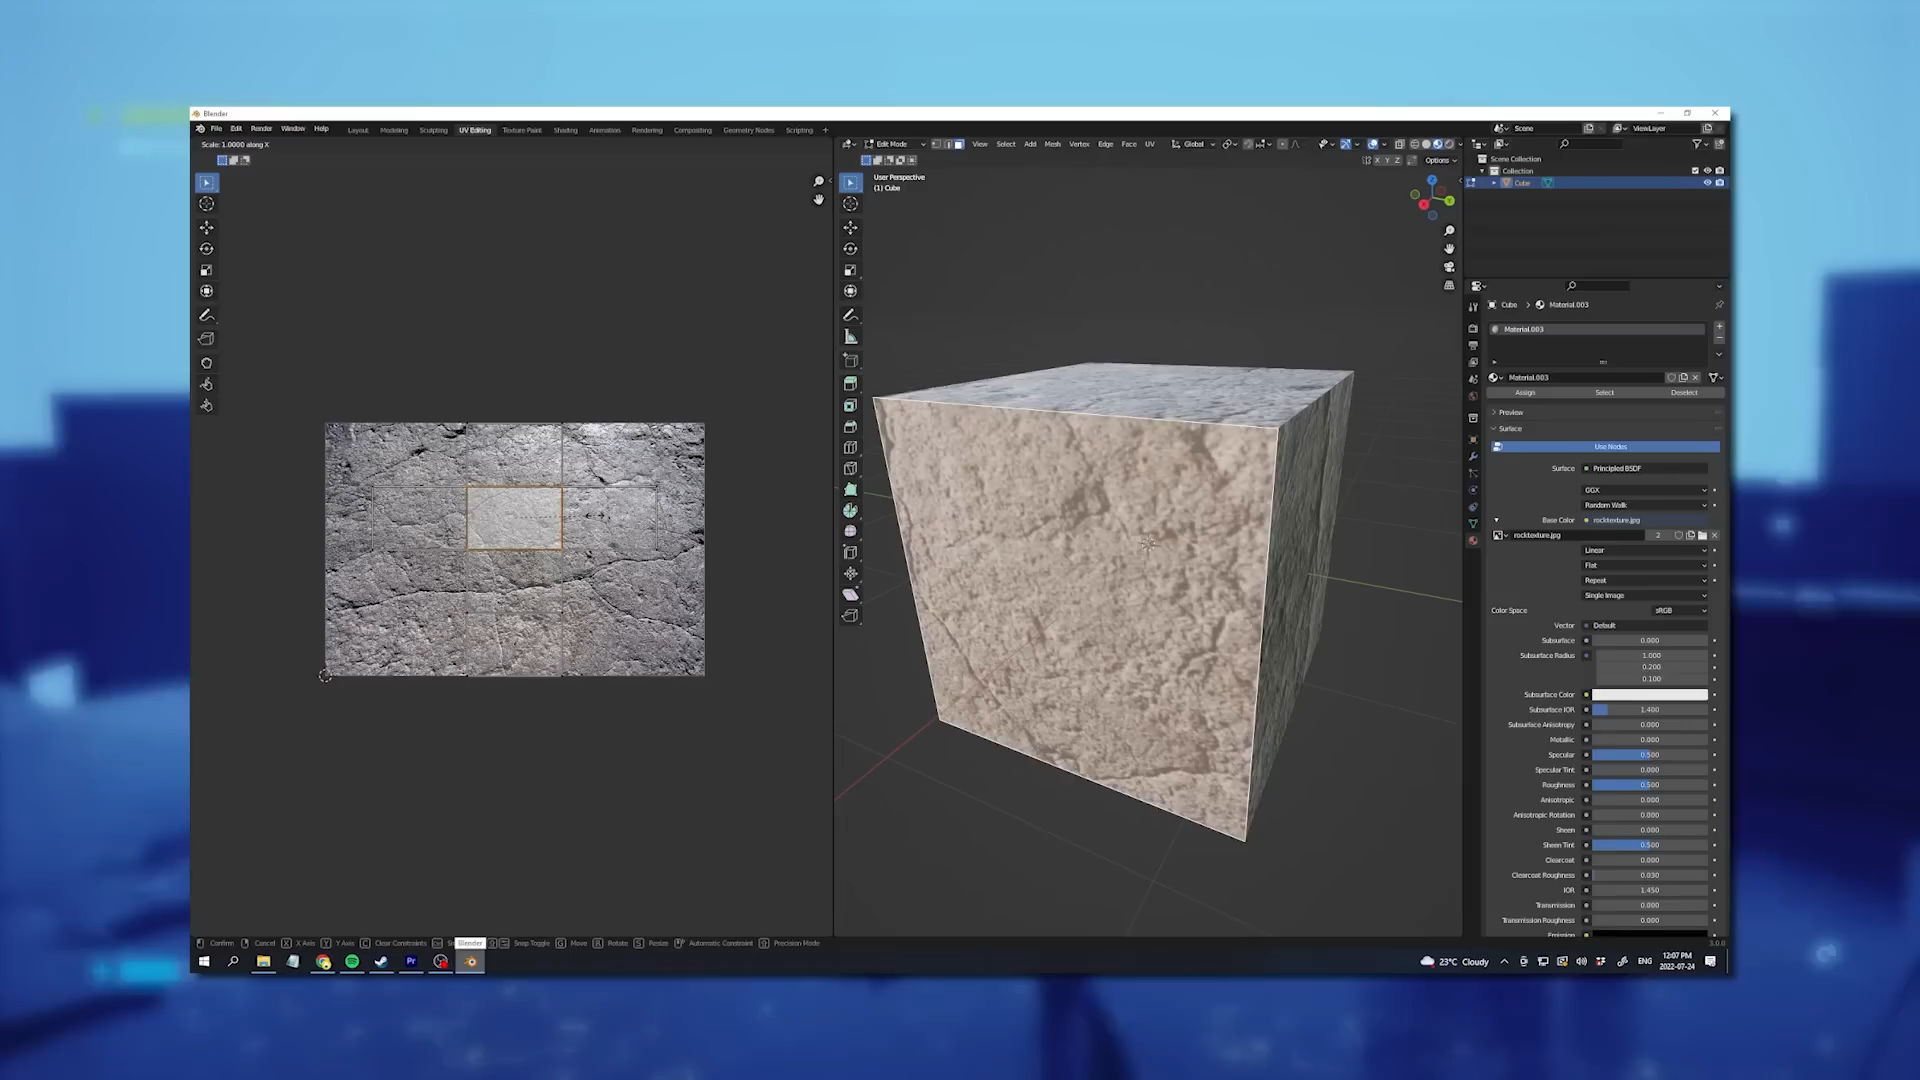 Blender
File Edit Render Window Help
Layout Modeling Sculpting UV Editing Texture Paint Shading Animation Rendering Compositing Geometry Nodes Scripting +
Scene
ViewLayer
Scale: 1.0000 along X
Edit Mode View Select Add Mesh Vertex Edge Face UV
Global
X Y Z
Options
User Perspective
(1) Cube
Scene Collection
Collection
Cube
Z
Y
X
Cube > Material.003
Material.003
Material.003
Assign Select Deselect
Preview
Surface
Use Nodes
Surface Principled BSDF
GGX
Random Walk
Base Color rocktexture.jpg
rocktexture.jpg 2
Linear
Flat
Repeat
Single Image
Color Space sRGB
Vector Default
Subsurface 0.000
Subsurface Radius 1.000
0.200
0.100
Subsurface Color
Subsurface IOR 1.400
Subsurface Anisotropy 0.000
Metallic 0.000
Specular 0.500
Specular Tint 0.000
Roughness 0.500
Anisotropic 0.000
Anisotropic Rotation 0.000
Sheen 0.000
Sheen Tint 0.500
Clearcoat 0.000
Clearcoat Roughness 0.030
IOR 1.450
Transmission 0.000
Transmission Roughness 0.000
Emission
Confirm Cancel X X Axis Y Y Axis C Clear Constraints Blender Snap Toggle G Move R Rotate S Resize Automatic Constraint Precision Mode
3.0.0
Pr
23°C Cloudy
ENG
12:07 PM
2022-07-24